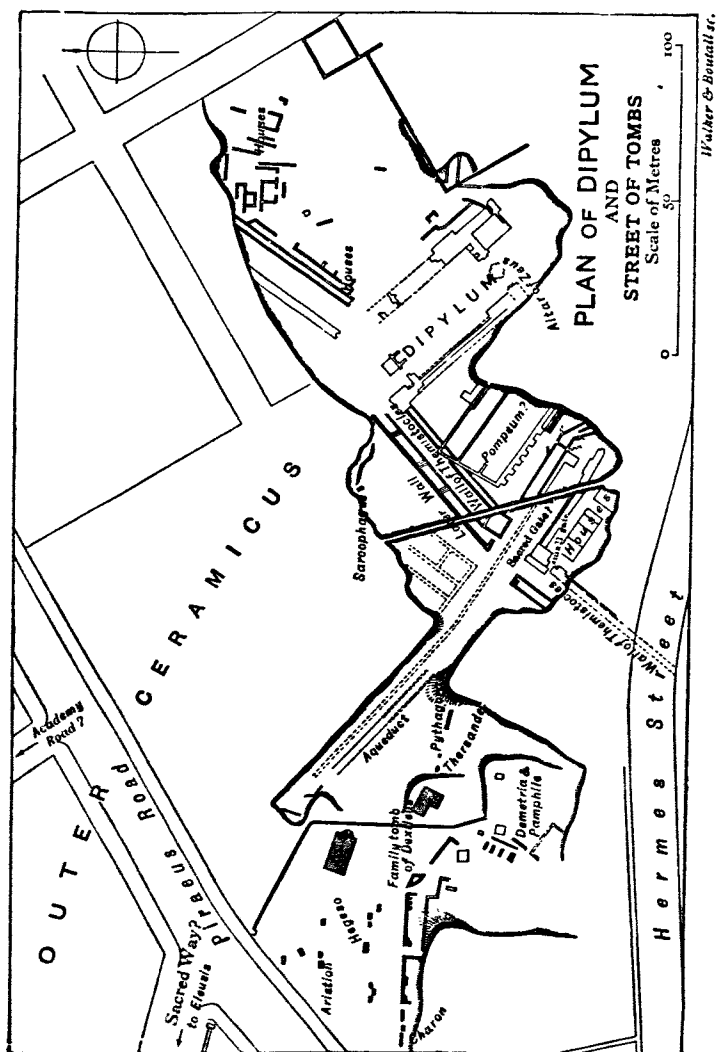 PLAN OF DIPYLUM
AND
STREET OF TOMBS
Scale of Metres
0 50 100
Walker & Boutall sc.
OUTER CERAMICUS
Academy
Road?
Sacred Way?
to Eleusis
Piraeus Road
Houses
Houses
DIPYLUM
Altar of Zeus
Wall of Themistocles
Later Wall
Pompeum?
Sarcophagus
Sacred Gate?
Houses
Wall of Themistocles
Hermes Street
Aqueduct
Pythagoras
Thersander
Family tomb
of Dexileos
Demetria &
Pamphile
Hegeso
Aristion
Charon